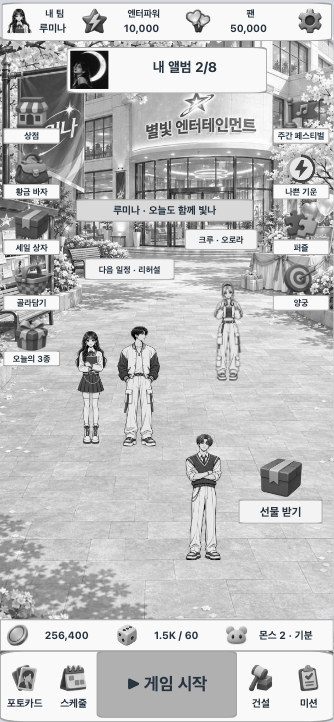 내 팀
루미나
엔터파워
10,000
팬
50,000
내 앨범 2/8
별빛 엔터테인먼트
상점
주간 페스티벌
황금 바자
나쁜 기운
루미나 · 오늘도 함께 빛나
세일 상자
크루 · 오로라
퍼즐
다음 일정 · 리허설
골라담기
양궁
오늘의 3종
선물 받기
256,400
1.5K / 60
몬스 2 · 기분
포토카드
스케줄
▶ 게임 시작
건설
미션